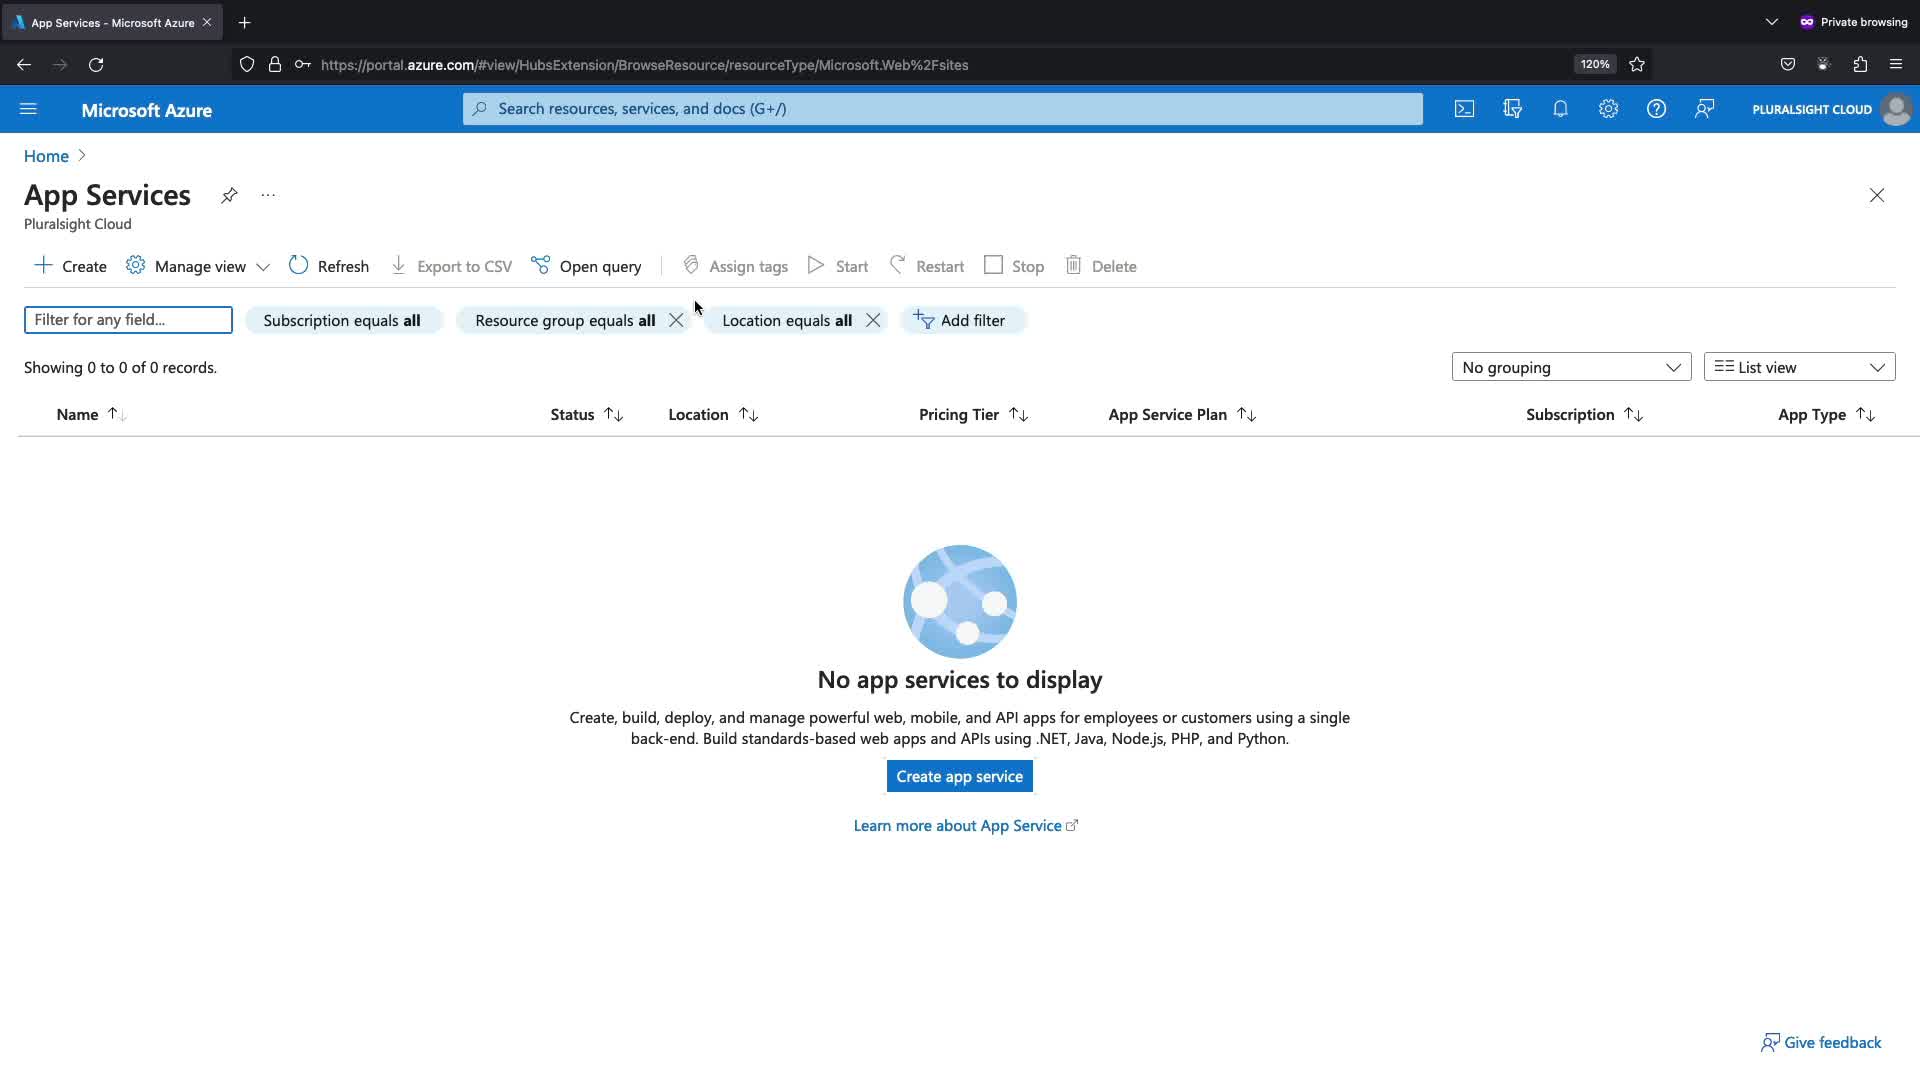 App Services - Microsoft Azure
Private browsing
https://portal.azure.com/#view/HubsExtension/BrowseResource/resourceType/Microsoft.Web%2Fsites
120%
Microsoft Azure
Search resources, services, and docs (G+/)
PLURALSIGHT CLOUD
Home
App Services
Pluralsight Cloud
Create
Manage view
Refresh
Export to CSV
Open query
Assign tags
Start
Restart
Stop
Delete
Filter for any field...
Subscription equals all
Resource group equals all
Location equals all
Add filter
Showing 0 to 0 of 0 records.
No grouping
List view
Name
Status
Location
Pricing Tier
App Service Plan
Subscription
App Type
No app services to display
Create, build, deploy, and manage powerful web, mobile, and API apps for employees or customers using a single
back-end. Build standards-based web apps and APIs using .NET, Java, Node.js, PHP, and Python.
Create app service
Learn more about App Service
Give feedback